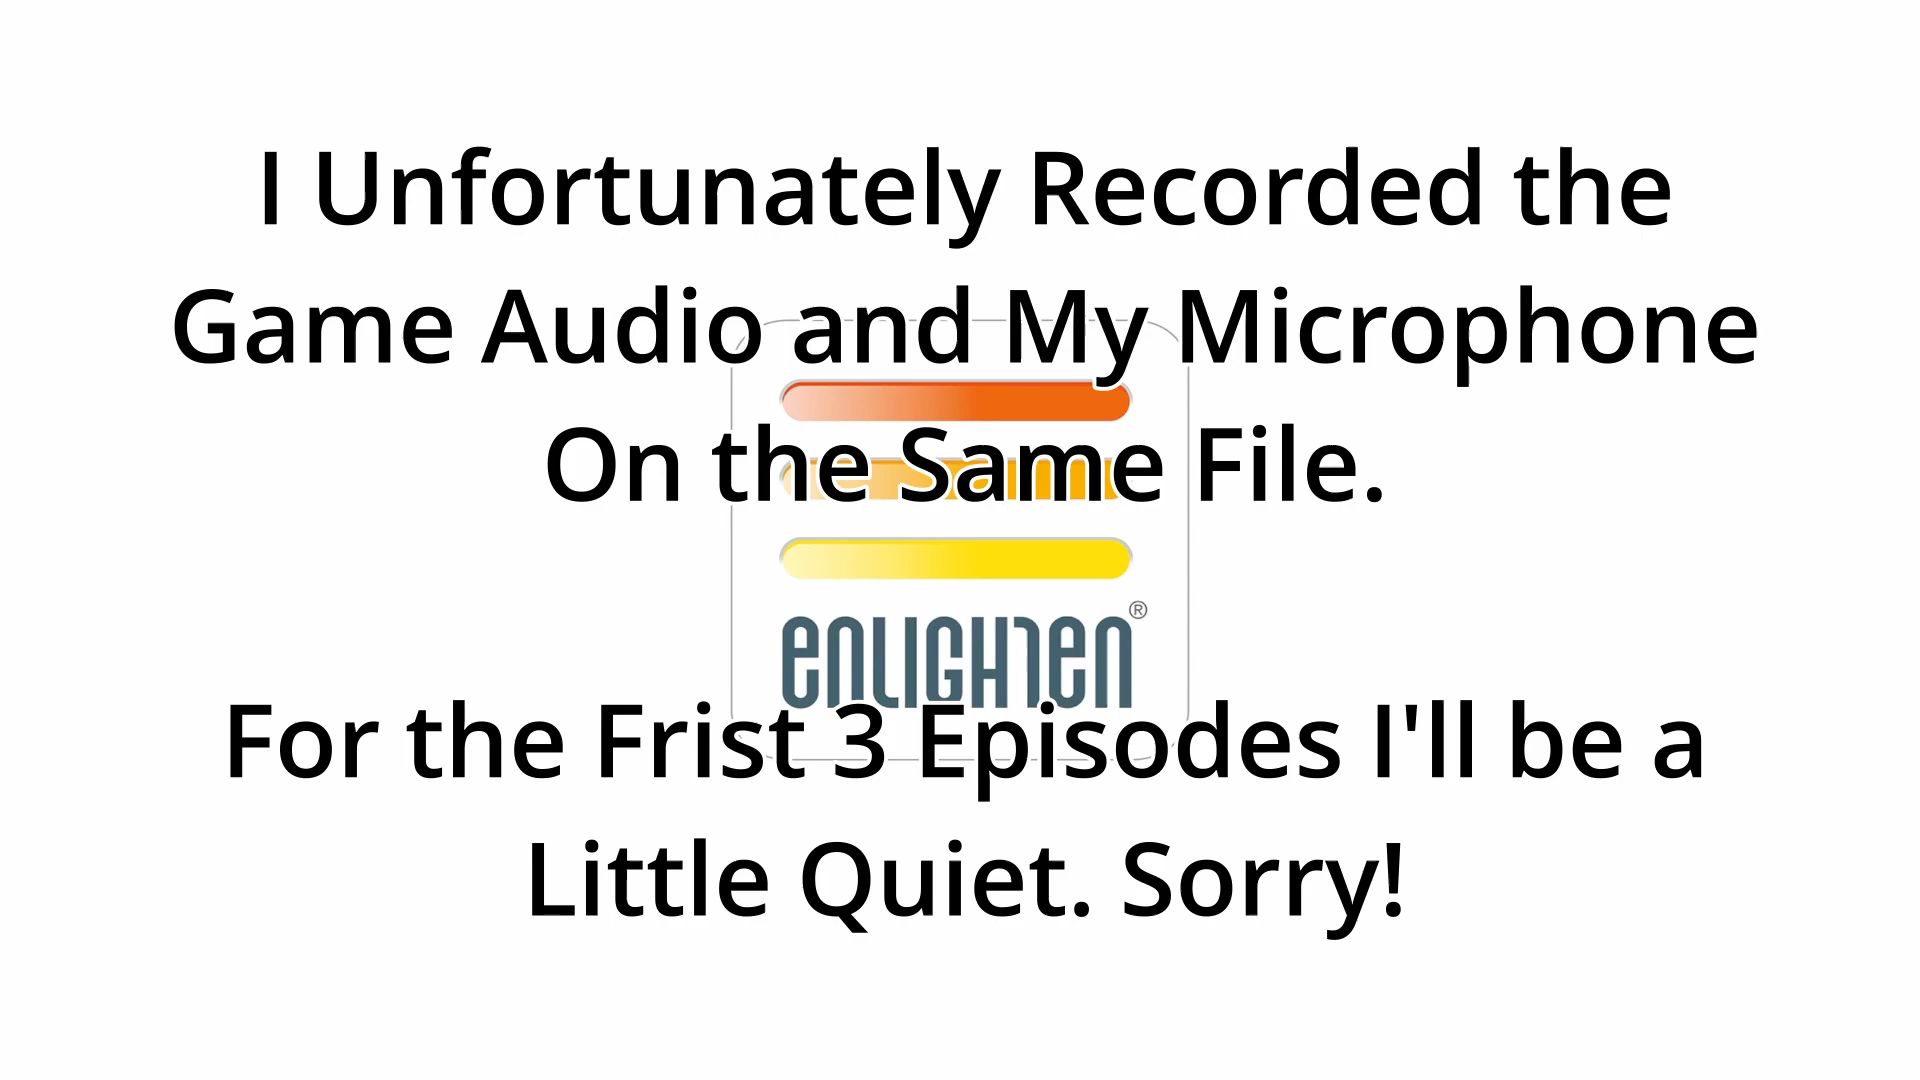 I Unfortunately Recorded the
Game Audio and My Microphone
On the Same File.
enlighten®
For the Frist 3 Episodes I'll be a
Little Quiet. Sorry!